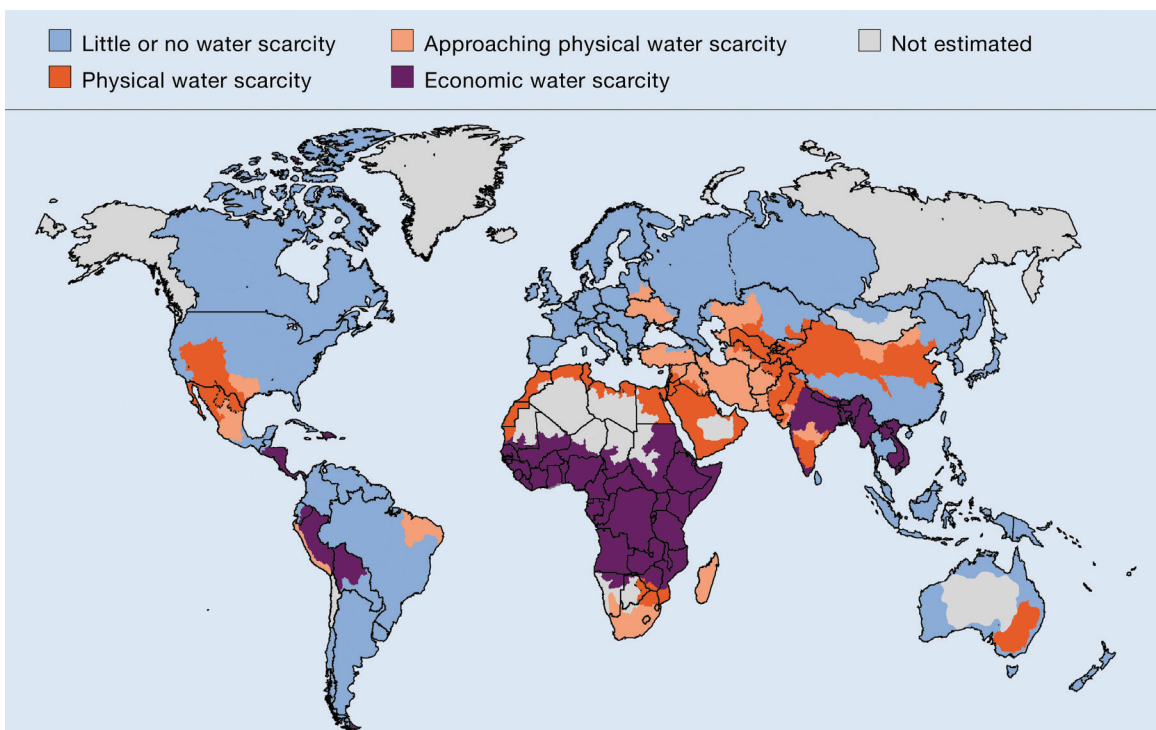 Little or no water scarcity
Approaching physical water scarcity
Not estimated
Physical water scarcity
Economic water scarcity